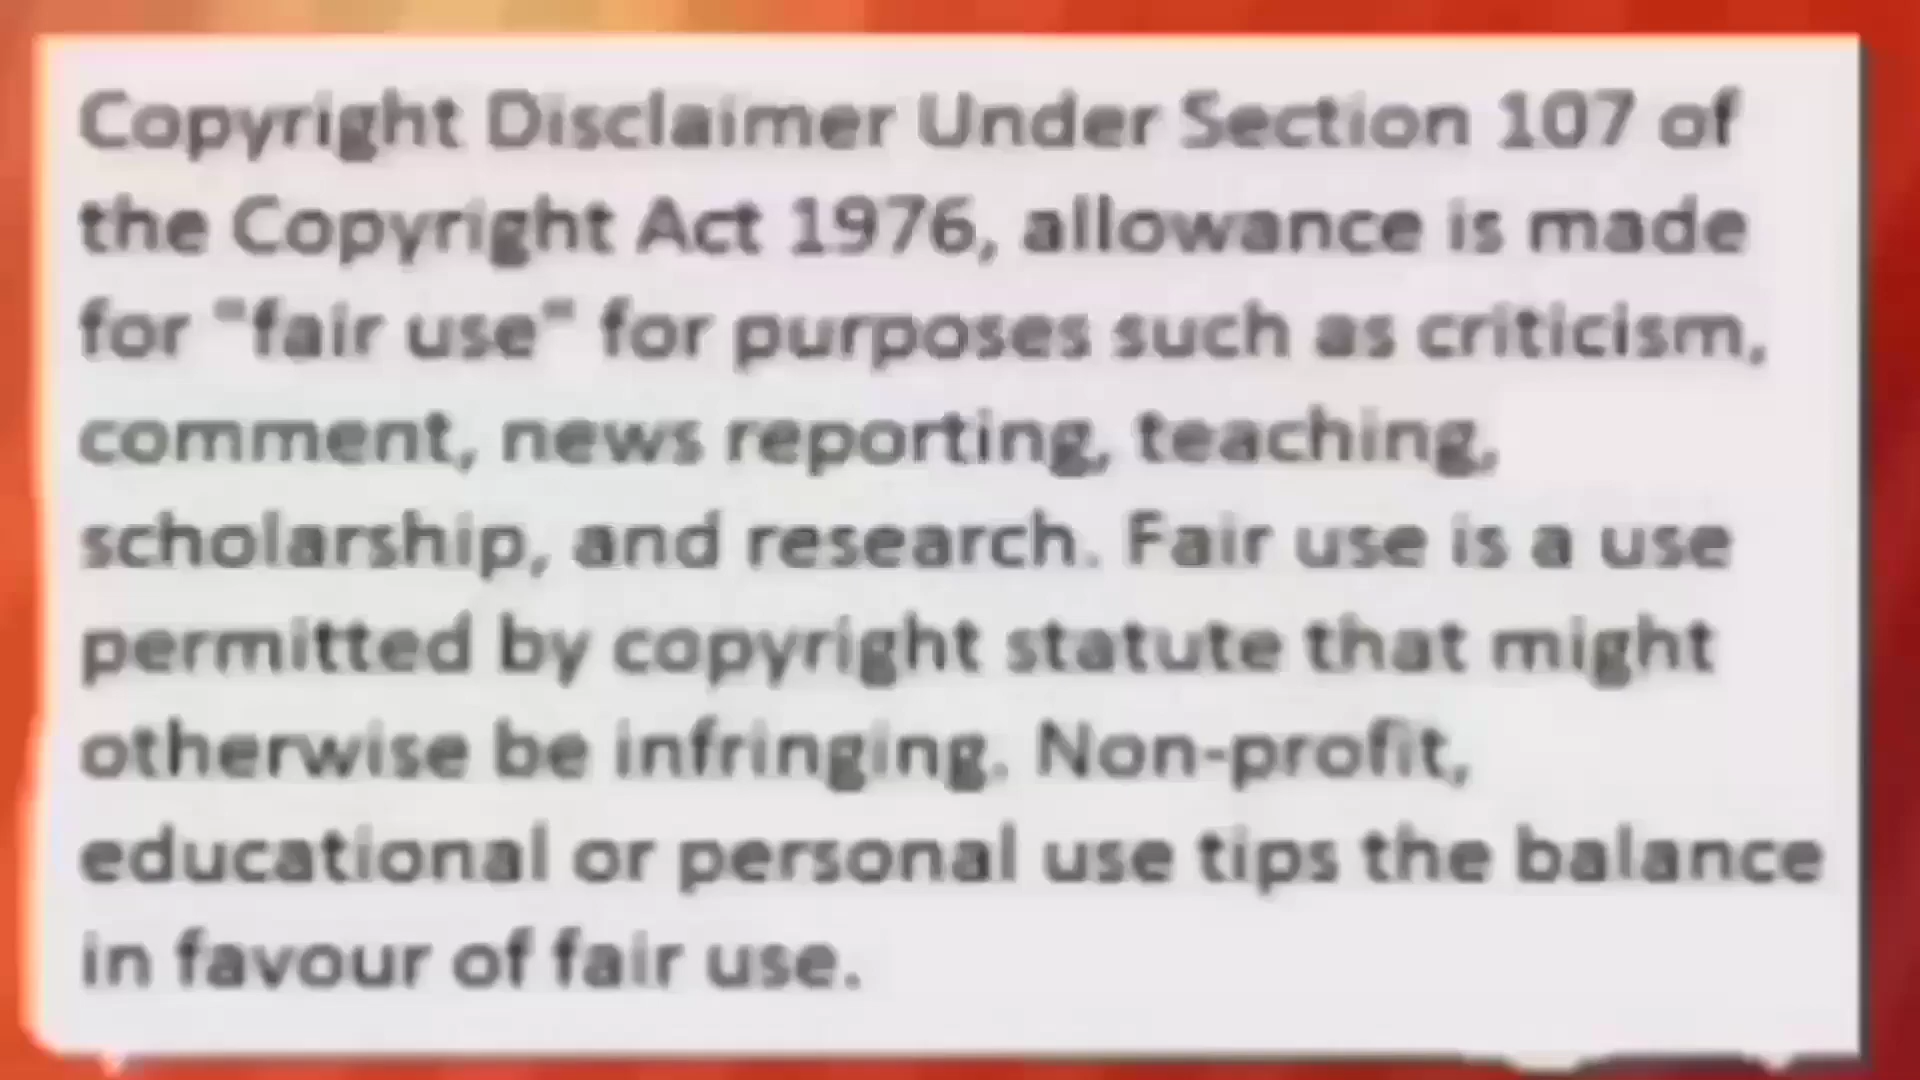 Copyright Disclaimer Under Section 107 of
the Copyright Act 1976, allowance is made
for "fair use" for purposes such as criticism,
comment, news reporting, teaching,
scholarship, and research. Fair use is a use
permitted by copyright statute that might
otherwise be infringing. Non-profit,
educational or personal use tips the balance
in favour of fair use.